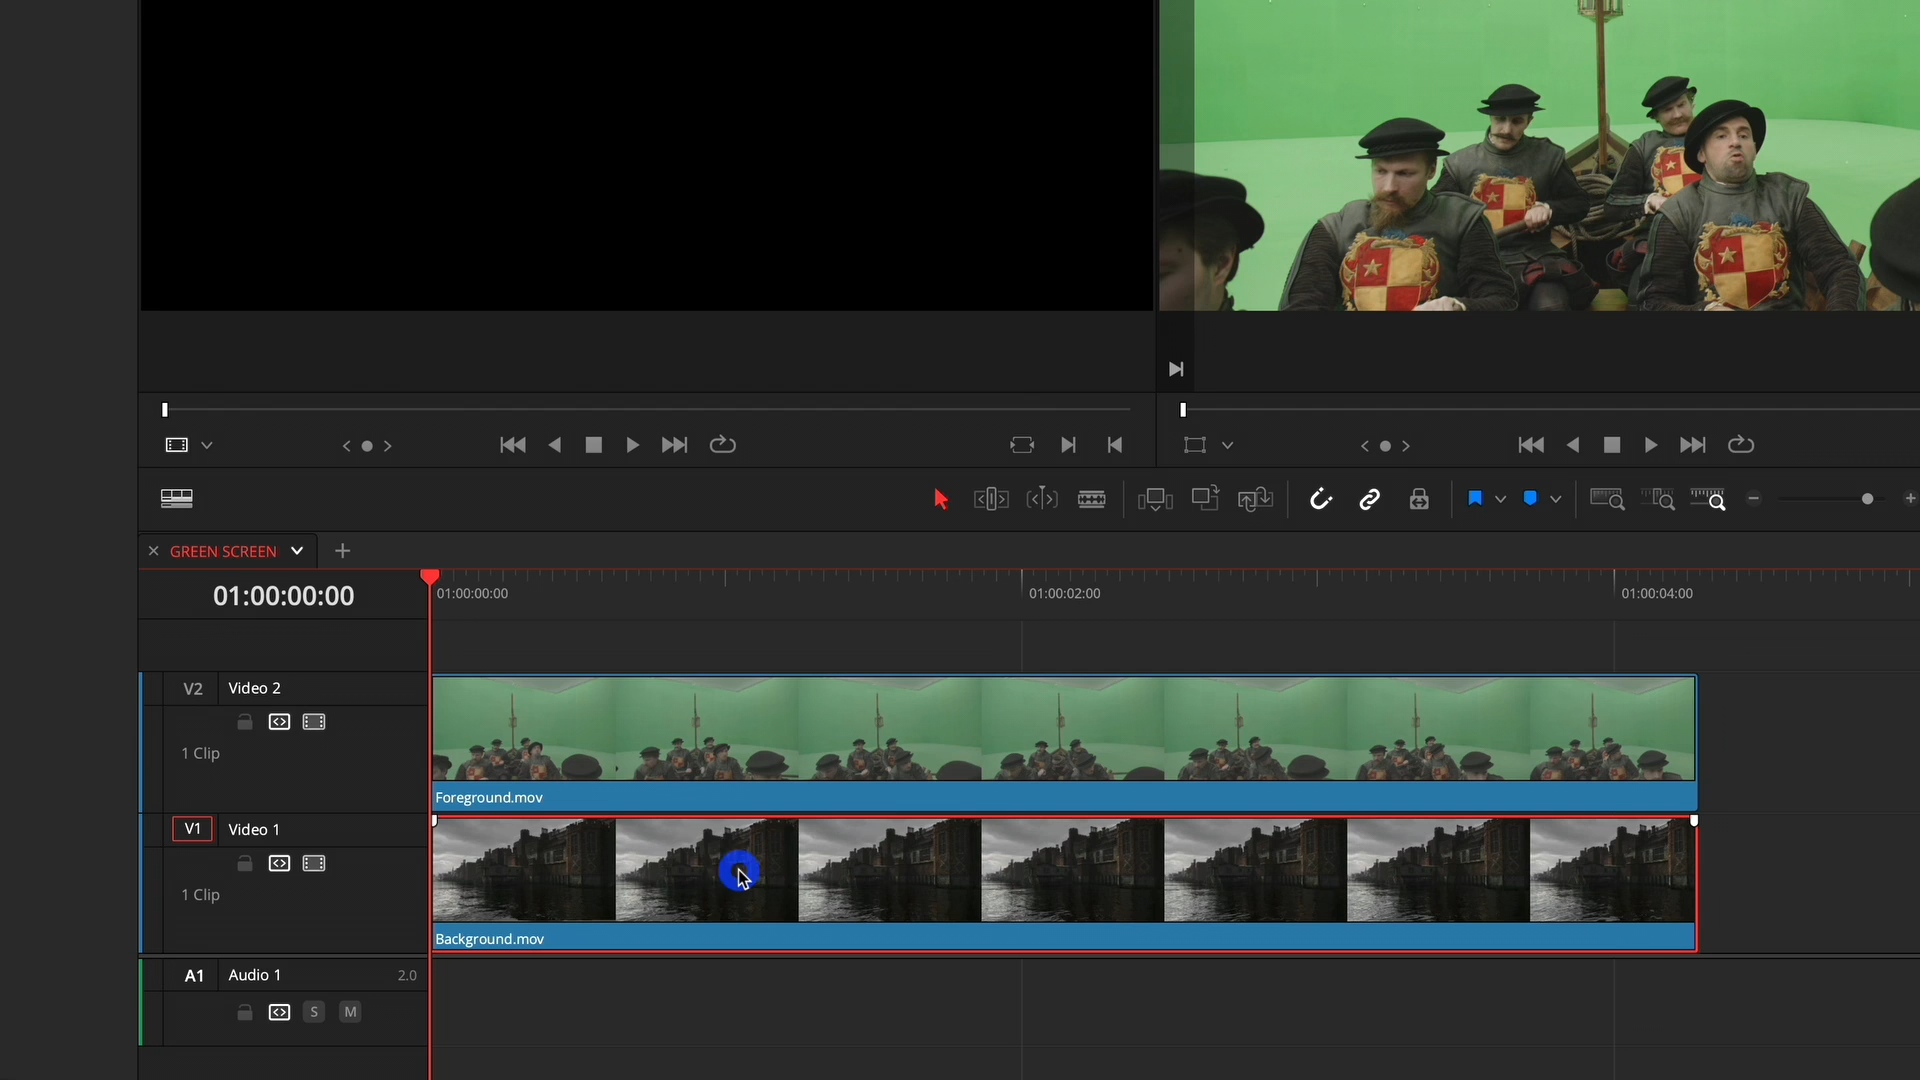 GREEN SCREEN
01:00:00:00
01:00:00:00
01:00:02:00
01:00:04:00
V2 Video 2
1 Clip
Foreground.mov
V1 Video 1
1 Clip
Background.mov
A1 Audio 1 2.0
S M